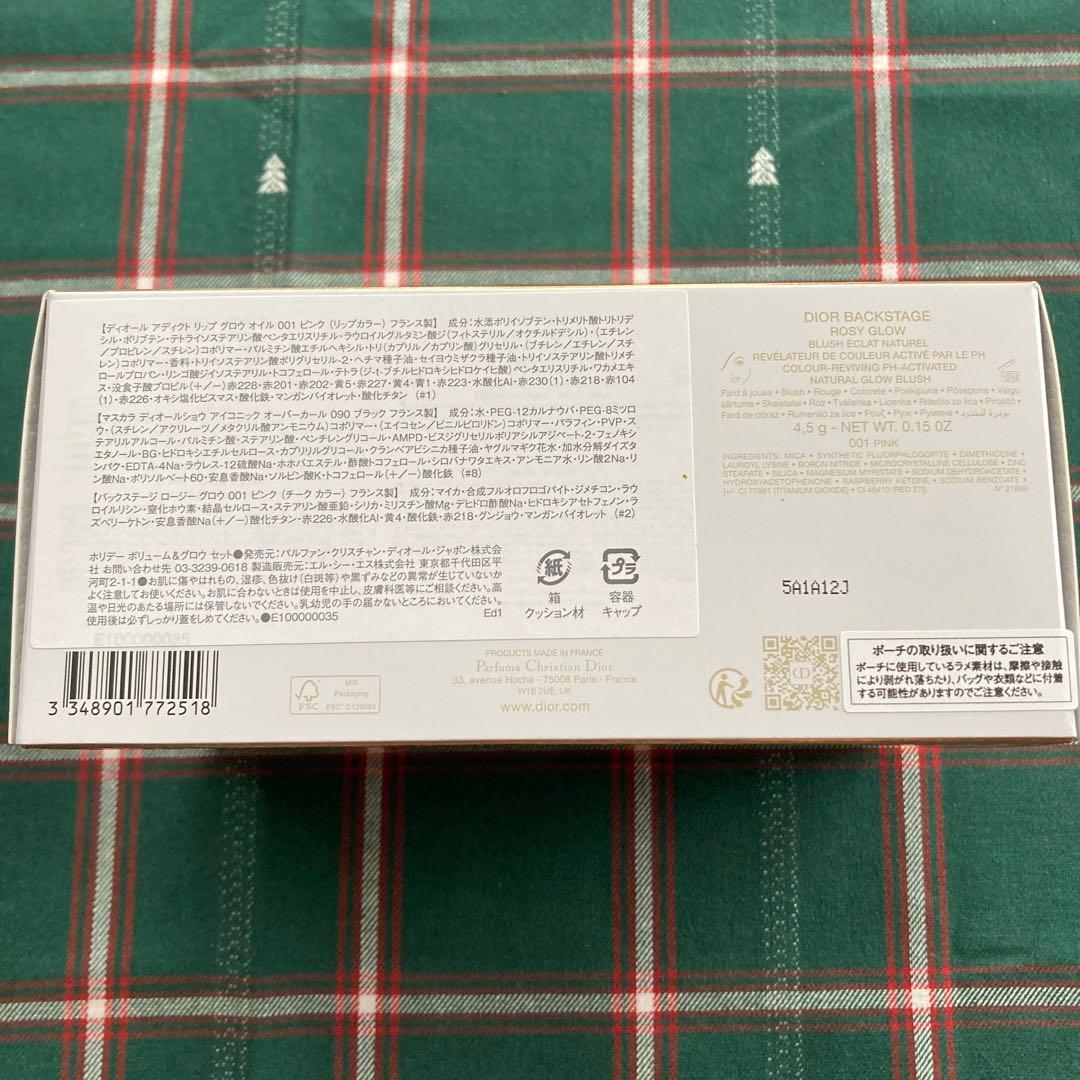 【ディオール アディクト リップ グロウ オイル 001 ピンク (リップカラー) フランス製】 成分:水添ポリイソブテン・トリメリト酸トリトリデ
シル・ポリブテン・テトライソステアリン酸ペンタエリスリチル・ラウロイルグルタミン酸ジ(フィトステリル/オクチルドデシル)・(エチレン
/プロピレン/スチレン)コポリマー・パルミチン酸エチルヘキシル・トリ(カプリル/カプリン酸)グリセリル・(ブチレン/エチレン/スチ
レン)コポリマー・香料・トリイソステアリン酸ポリグリセリル-2・ヘチマ種子油・セイヨウミザクラ種子油・トリイソステアリン酸トリメチ
ロールプロパン・リンゴ酸ジイソステアリル・トコフェロール・テトラ(ジ-t-ブチルヒドロキシヒドロケイヒ酸)ペンタエリスリチル・ワカメエキ
ス・没食子酸プロピル(+/-)赤228・赤201・赤202・黄5・赤227・黄4・青1・赤223・水酸化Al・赤230(1)・赤218・赤104
(1)・赤226・オキシ塩化ビスマス・酸化鉄・マンガンバイオレット・酸化チタン (#1)
【マスカラ ディオールショウ アイコニック オーバーカール 090 ブラック フランス製】 成分:水・PEG-12カルナウバ・PEG-8ミツロ
ウ・(スチレン/アクリレーツ/メタクリル酸アンモニウム)コポリマー・(エイコセン/ビニルピロリドン)コポリマー・パラフィン・PVP・ス
テアリルアルコール・パルミチン酸・ステアリン酸・ペンチレングリコール・AMPD・ビスジグリセリルポリアシルアジペート-2・フェノキシ
エタノール・BG・ヒドロキシエチルセルロース・カプリリルグリコール・クランベアビシニカ種子油・ヤグルマギク花水・加水分解ダイズタ
ンパク・EDTA-4Na・ラウレス-12硫酸Na・ホホバエステル・酢酸トコフェロール・シロバナワタエキス・アンモニア水・リン酸2Na・リン
酸Na・ポリソルベート60・安息香酸Na・ソルビン酸K・トコフェロール(+/-)酸化鉄 (#8)
【バックステージ ロージー グロウ 001 ピンク (チーク カラー) フランス製】 成分:マイカ・合成フルオロフロゴパイト・ジメチコン・ラウ
ロイルリシン・窒化ホウ素・結晶セルロース・ステアリン酸亜鉛・シリカ・ミリスチン酸Mg・デヒドロ酢酸Na・ヒドロキシアセトフェノン・ラ
ズベリーケトン・安息香酸Na(+/-)酸化チタン・赤226・水酸化Al・黄4・酸化鉄・赤218・グンジョウ・マンガンバイオレット (#2)
ホリデー ボリューム&グロウ セット●発売元:パルファン・クリスチャン・ディオール・ジャポン株式会
社 お問い合わせ 03-3239-0618 製造販売元:エル・シー・エス株式会社 東京都千代田区平
河町2-1-1●お肌に傷やはれもの、湿疹、色抜け(白斑等)や黒ずみなどの異常が生じていないか
よく注意してお使いください。お肌に合わないときは使用を中止し、皮膚科医等にご相談ください。高
温や日光のあたる場所には保管しないでください。乳幼児の手の届かないところにおいてください。
使用後は必ずしっかり蓋をしめてください。●E100000035
Ed1
紙
箱
クッション材
プラ
容器
キャップ
E100000035
3 348901 772518
FSC
MIX
Packaging
FSC® C126093
PRODUCTS MADE IN FRANCE
Parfums Christian Dior
33, avenue Hoche - 75008 Paris - France
W1S 2UE, UK
www.dior.com
DIOR BACKSTAGE
ROSY GLOW
BLUSH ÉCLAT NATUREL
RÉVÉLATEUR DE COULEUR ACTIVÉ PAR LE PH
COLOUR-REVIVING PH-ACTIVATED
NATURAL GLOW BLUSH
12M
Fard à joues • Blush • Rouge • Colorete • Poskipuna • Põsepuna • Vaigu
sārtums • Skaistalai • Róż • Tvářenka • Lícenka • Rdečilo za lica • Pirosító •
Fard de obraz • Rumenilo za lice • Ρουζ • Руж • Румяна • بودرة للخدود
4,5 g - NET WT. 0.15 OZ
001 PINK
INGREDIENTS: MICA • SYNTHETIC FLUORPHLOGOPITE • DIMETHICONE •
LAUROYL LYSINE • BORON NITRIDE • MICROCRYSTALLINE CELLULOSE • ZINC
STEARATE • SILICA • MAGNESIUM MYRISTATE • SODIUM DEHYDROACETATE •
HYDROXYACETOPHENONE • RASPBERRY KETONE • SODIUM BENZOATE •
[+/- CI 77891 (TITANIUM DIOXIDE) • CI 45410 (RED 27)]. N° 21669
5A1A12J
CD
ポーチの取り扱いに関するご注意
ポーチに使用しているラメ素材は、摩擦や接触
により剥がれ落ちたり、バッグや衣類などに付着
する可能性がありますのでご注意ください。